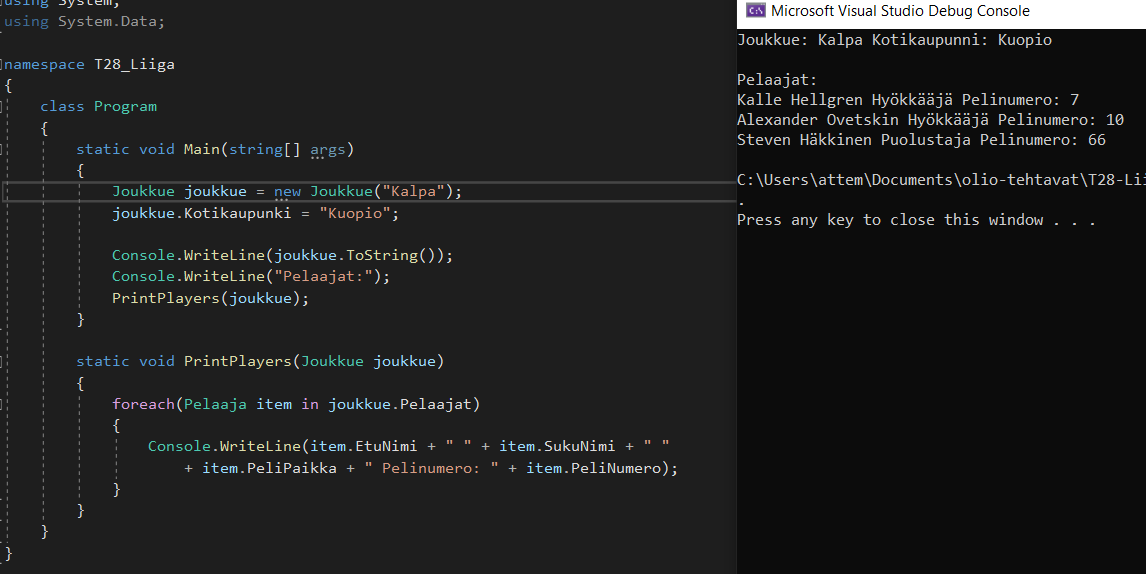 using System;
using System.Data;
namespace T28_Liiga
{
class Program
{
static void Main(string[] args)
{
Joukkue joukkue = new Joukkue("Kalpa");
joukkue.Kotikaupunki = "Kuopio";
Console.WriteLine(joukkue.ToString());
Console.WriteLine("Pelaajat:");
PrintPlayers(joukkue);
}
static void PrintPlayers(Joukkue joukkue)
{
foreach(Pelaaja item in joukkue.Pelaajat)
{
Console.WriteLine(item.EtuNimi + " " + item.SukuNimi + " "
+ item.PeliPaikka + " Pelinumero: " + item.PeliNumero);
}
}
}
}
Microsoft Visual Studio Debug Console
Joukkue: Kalpa Kotikaupunni: Kuopio
Pelaajat:
Kalle Hellgren Hyökkääjä Pelinumero: 7
Alexander Ovetskin Hyökkääjä Pelinumero: 10
Steven Häkkinen Puolustaja Pelinumero: 66
C:\Users\attem\Documents\olio-tehtavat\T28-Lii
.
Press any key to close this window . . .